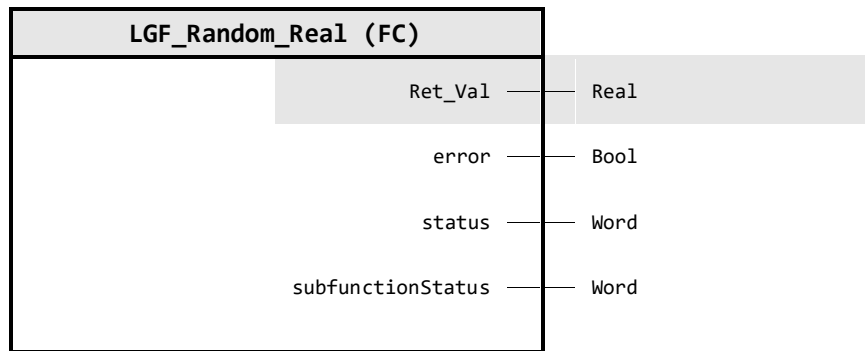 LGF_Random_Real (FC)
Ret_Val Real
error Bool
status Word
subfunctionStatus Word